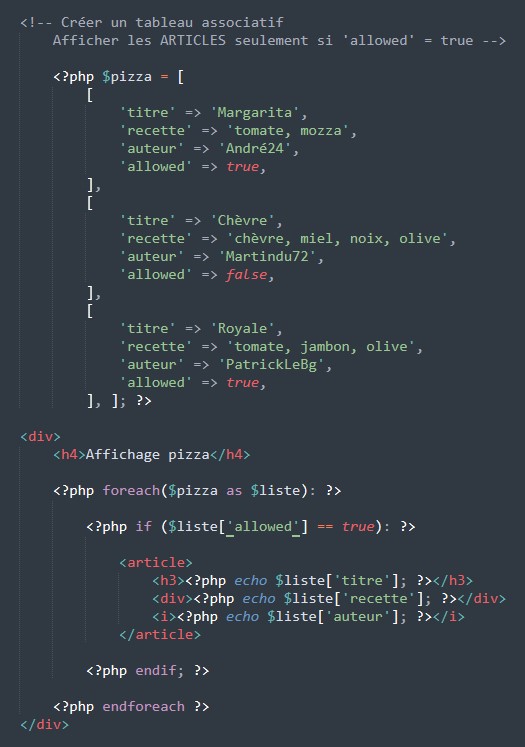 <!-- Créer un tableau associatif
Afficher les ARTICLES seulement si 'allowed' = true -->
<?php $pizza = [
[
'titre' => 'Margarita',
'recette' => 'tomate, mozza',
'auteur' => 'André24',
'allowed' => true,
],
[
'titre' => 'Chèvre',
'recette' => 'chèvre, miel, noix, olive',
'auteur' => 'Martindu72',
'allowed' => false,
],
[
'titre' => 'Royale',
'recette' => 'tomate, jambon, olive',
'auteur' => 'PatrickLeBg',
'allowed' => true,
], ]; ?>
<div>
<h4>Affichage pizza</h4>
<?php foreach($pizza as $liste): ?>
<?php if ($liste['allowed'] == true): ?>
<article>
<h3><?php echo $liste['titre']; ?></h3>
<div><?php echo $liste['recette']; ?></div>
<i><?php echo $liste['auteur']; ?></i>
</article>
<?php endif; ?>
<?php endforeach ?>
</div>